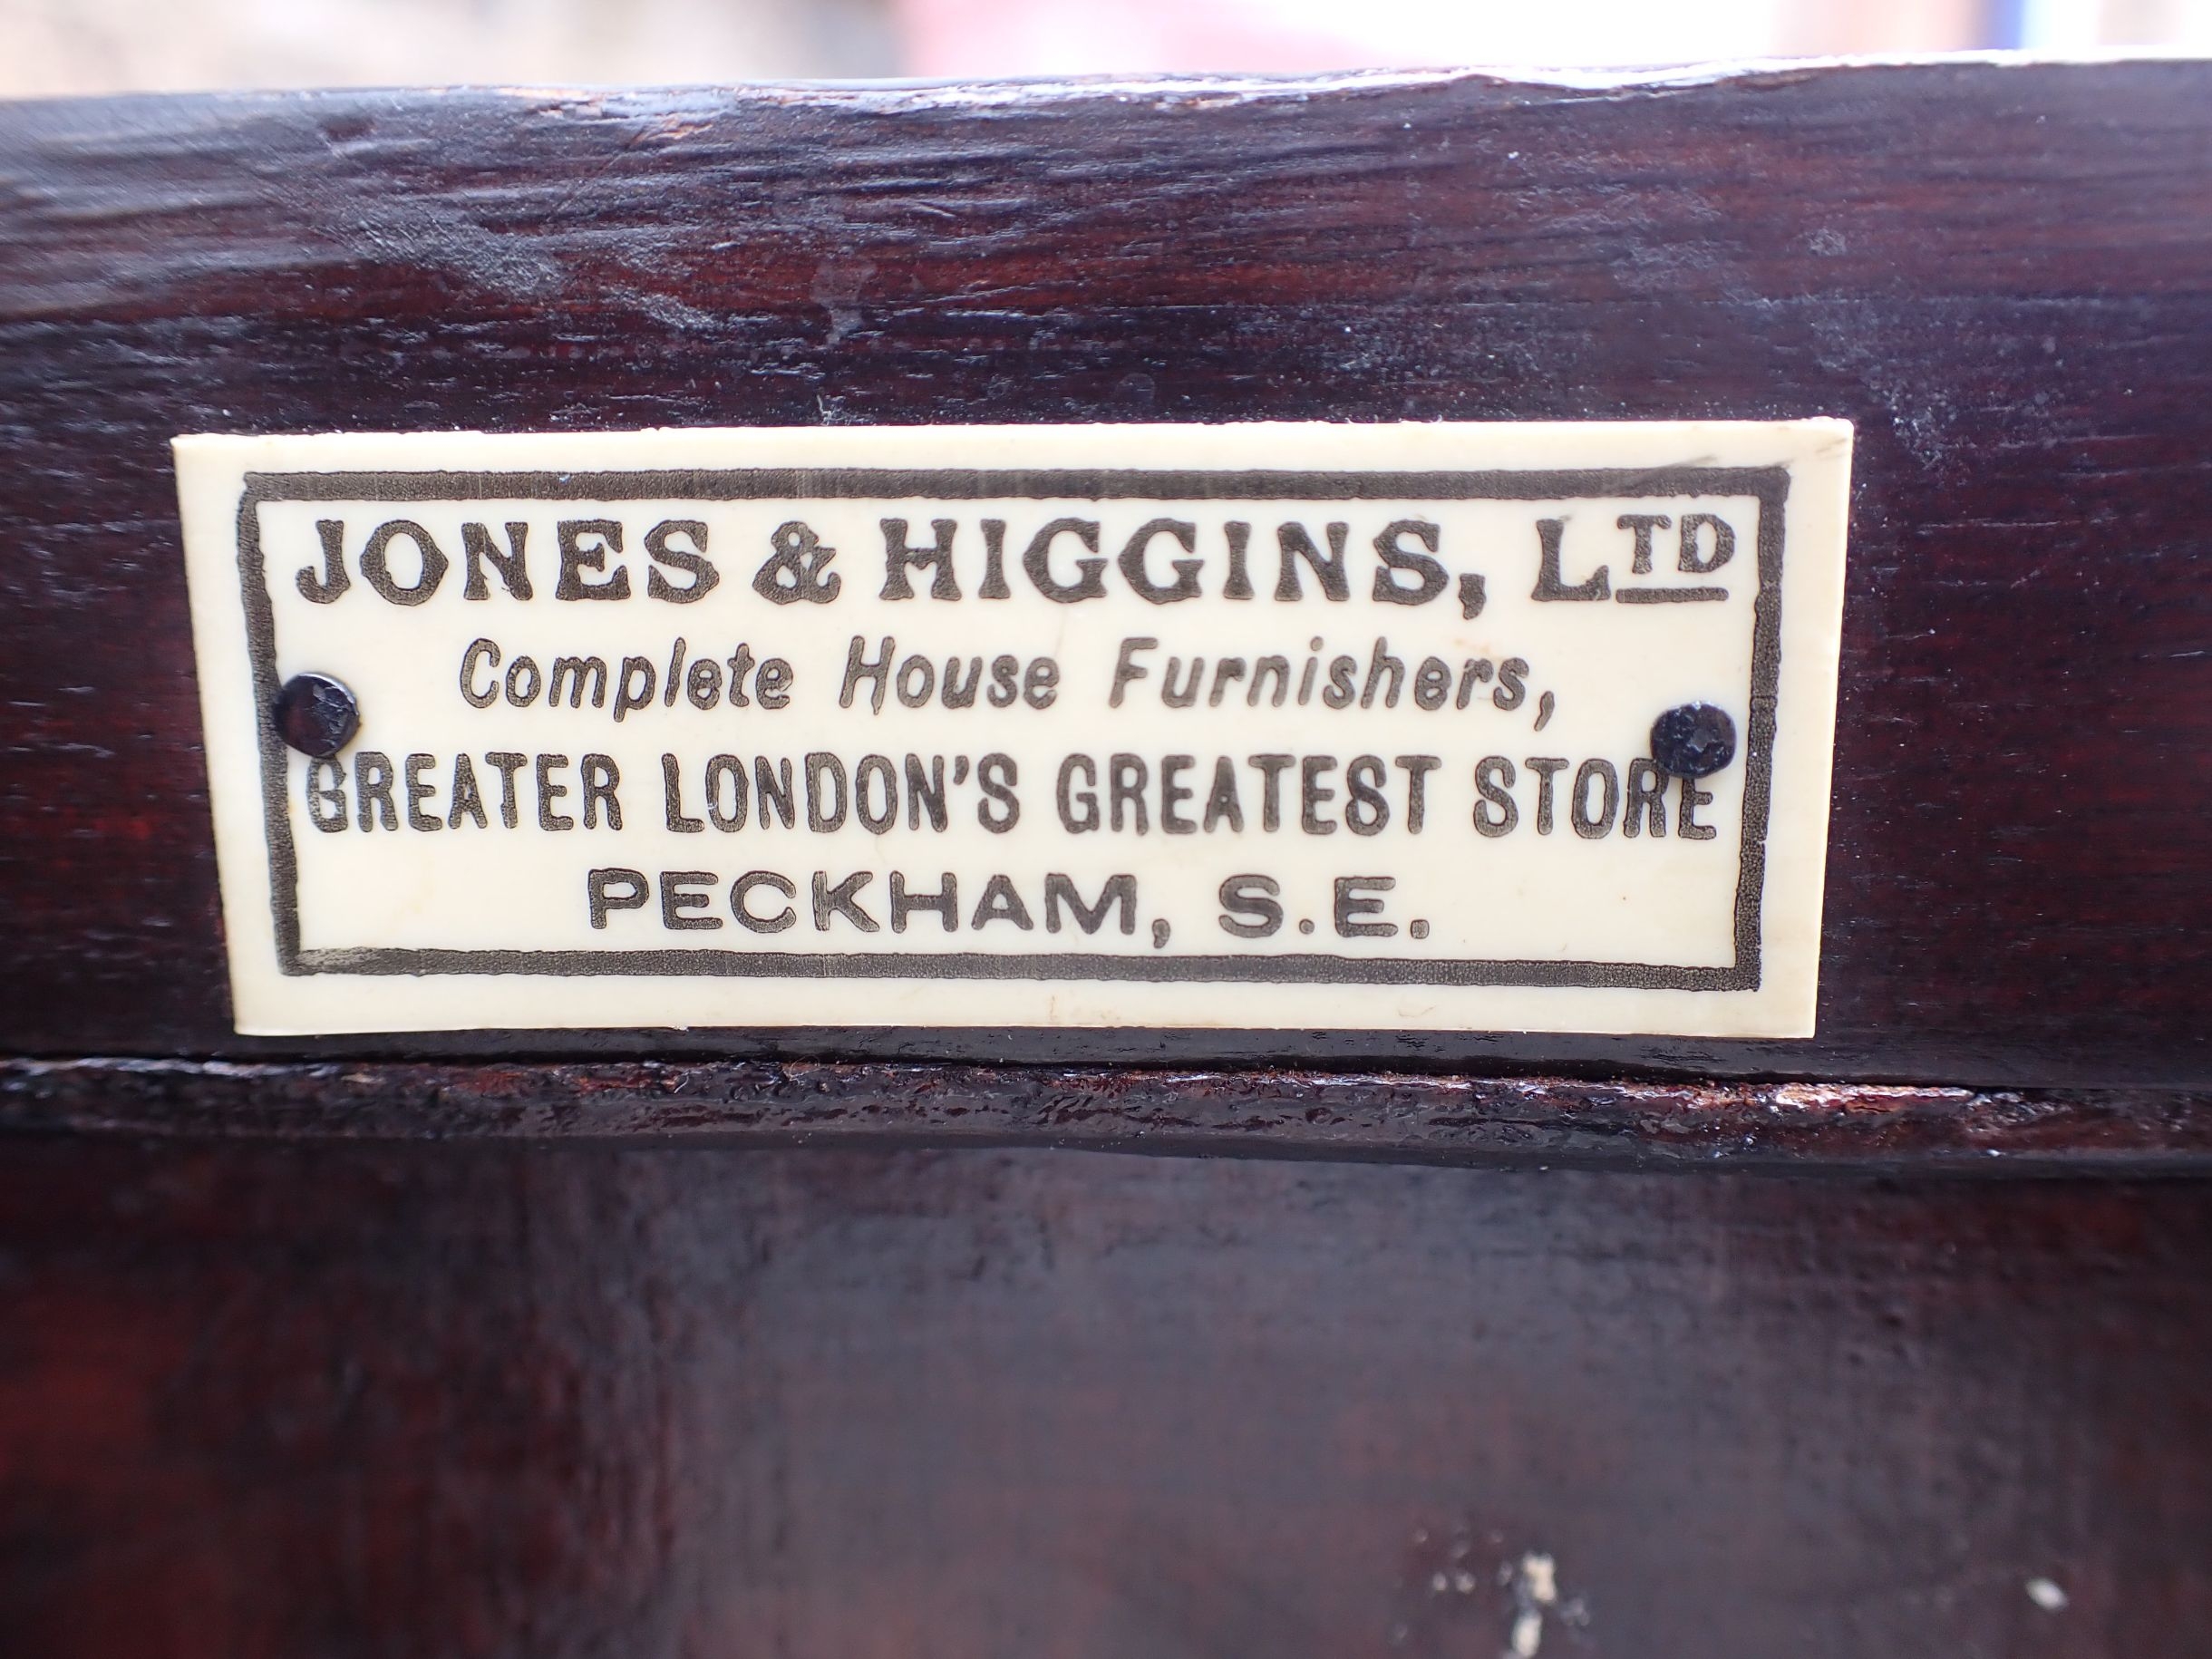 JONES & HIGGINS, LTD
Complete House Furnishers,
GREATER LONDON'S GREATEST STORE
PECKHAM, S.E.